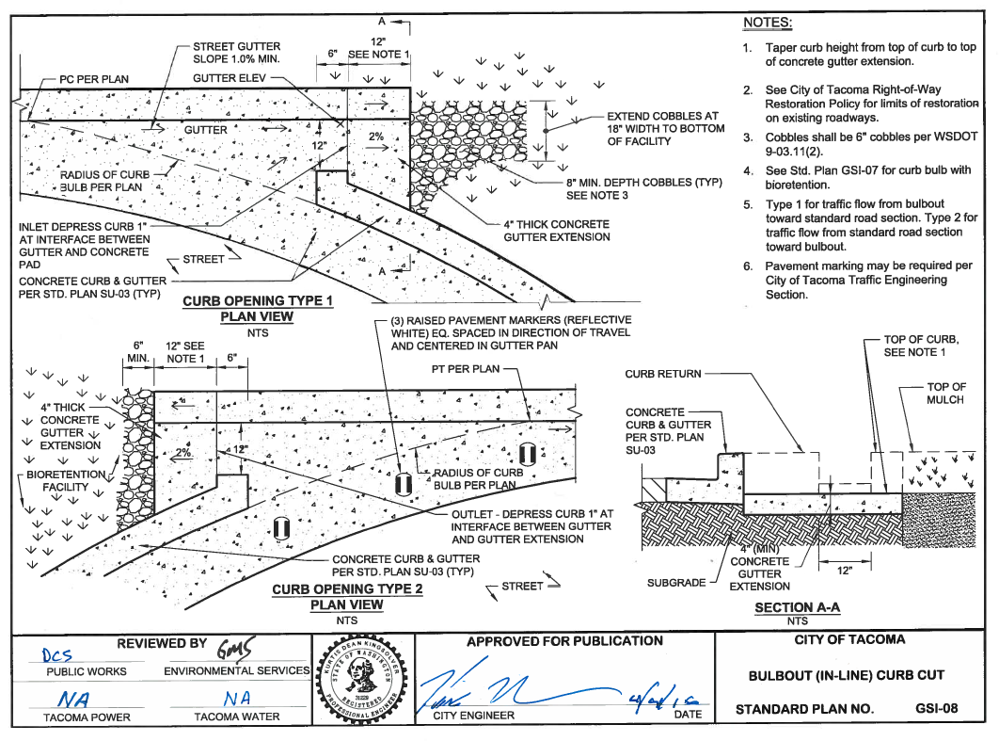 A
STREET GUTTER
SLOPE 1.0% MIN.
6"
12"
SEE NOTE 1
PC PER PLAN
GUTTER ELEV
GUTTER
12"
2%
EXTEND COBBLES AT
18" WIDTH TO BOTTOM
OF FACILITY
RADIUS OF CURB
BULB PER PLAN
8" MIN. DEPTH COBBLES (TYP)
SEE NOTE 3
INLET DEPRESS CURB 1"
AT INTERFACE BETWEEN
GUTTER AND CONCRETE
PAD
4" THICK CONCRETE
GUTTER EXTENSION
STREET
A
CONCRETE CURB & GUTTER
PER STD. PLAN SU-03 (TYP)
CURB OPENING TYPE 1
PLAN VIEW
NTS
NOTES:
1. Taper curb height from top of curb to top
of concrete gutter extension.
2. See City of Tacoma Right-of-Way
Restoration Policy for limits of restoration
on existing roadways.
3. Cobbles shall be 6" cobbles per WSDOT
9-03.11(2).
4. See Std. Plan GSI-07 for curb bulb with
bioretention.
5. Type 1 for traffic flow from bulbout
toward standard road section. Type 2 for
traffic flow from standard road section
toward bulbout.
6. Pavement marking may be required per
City of Tacoma Traffic Engineering
Section.
(3) RAISED PAVEMENT MARKERS (REFLECTIVE
WHITE) EQ. SPACED IN DIRECTION OF TRAVEL
AND CENTERED IN GUTTER PAN
6"
MIN.
12" SEE
NOTE 1
6"
PT PER PLAN
4" THICK
CONCRETE
GUTTER
EXTENSION
2%
12"
BIORETENTION
FACILITY
RADIUS OF CURB
BULB PER PLAN
OUTLET - DEPRESS CURB 1" AT
INTERFACE BETWEEN GUTTER
AND GUTTER EXTENSION
CONCRETE CURB & GUTTER
PER STD. PLAN SU-03 (TYP)
CURB OPENING TYPE 2
PLAN VIEW
NTS
STREET
TOP OF CURB,
SEE NOTE 1
CURB RETURN
TOP OF
MULCH
CONCRETE
CURB & GUTTER
PER STD. PLAN
SU-03
4" (MIN)
CONCRETE
GUTTER
EXTENSION
12"
SUBGRADE
SECTION A-A
NTS
REVIEWED BY
DCS
GMS
PUBLIC WORKS
ENVIRONMENTAL SERVICES
NA
NA
TACOMA POWER
TACOMA WATER
KURTIS DEAN KINGSOLVER
STATE OF WASHINGTON
REGISTERED
PROFESSIONAL ENGINEER
APPROVED FOR PUBLICATION
CITY ENGINEER
DATE
CITY OF TACOMA
BULBOUT (IN-LINE) CURB CUT
STANDARD PLAN NO. GSI-08